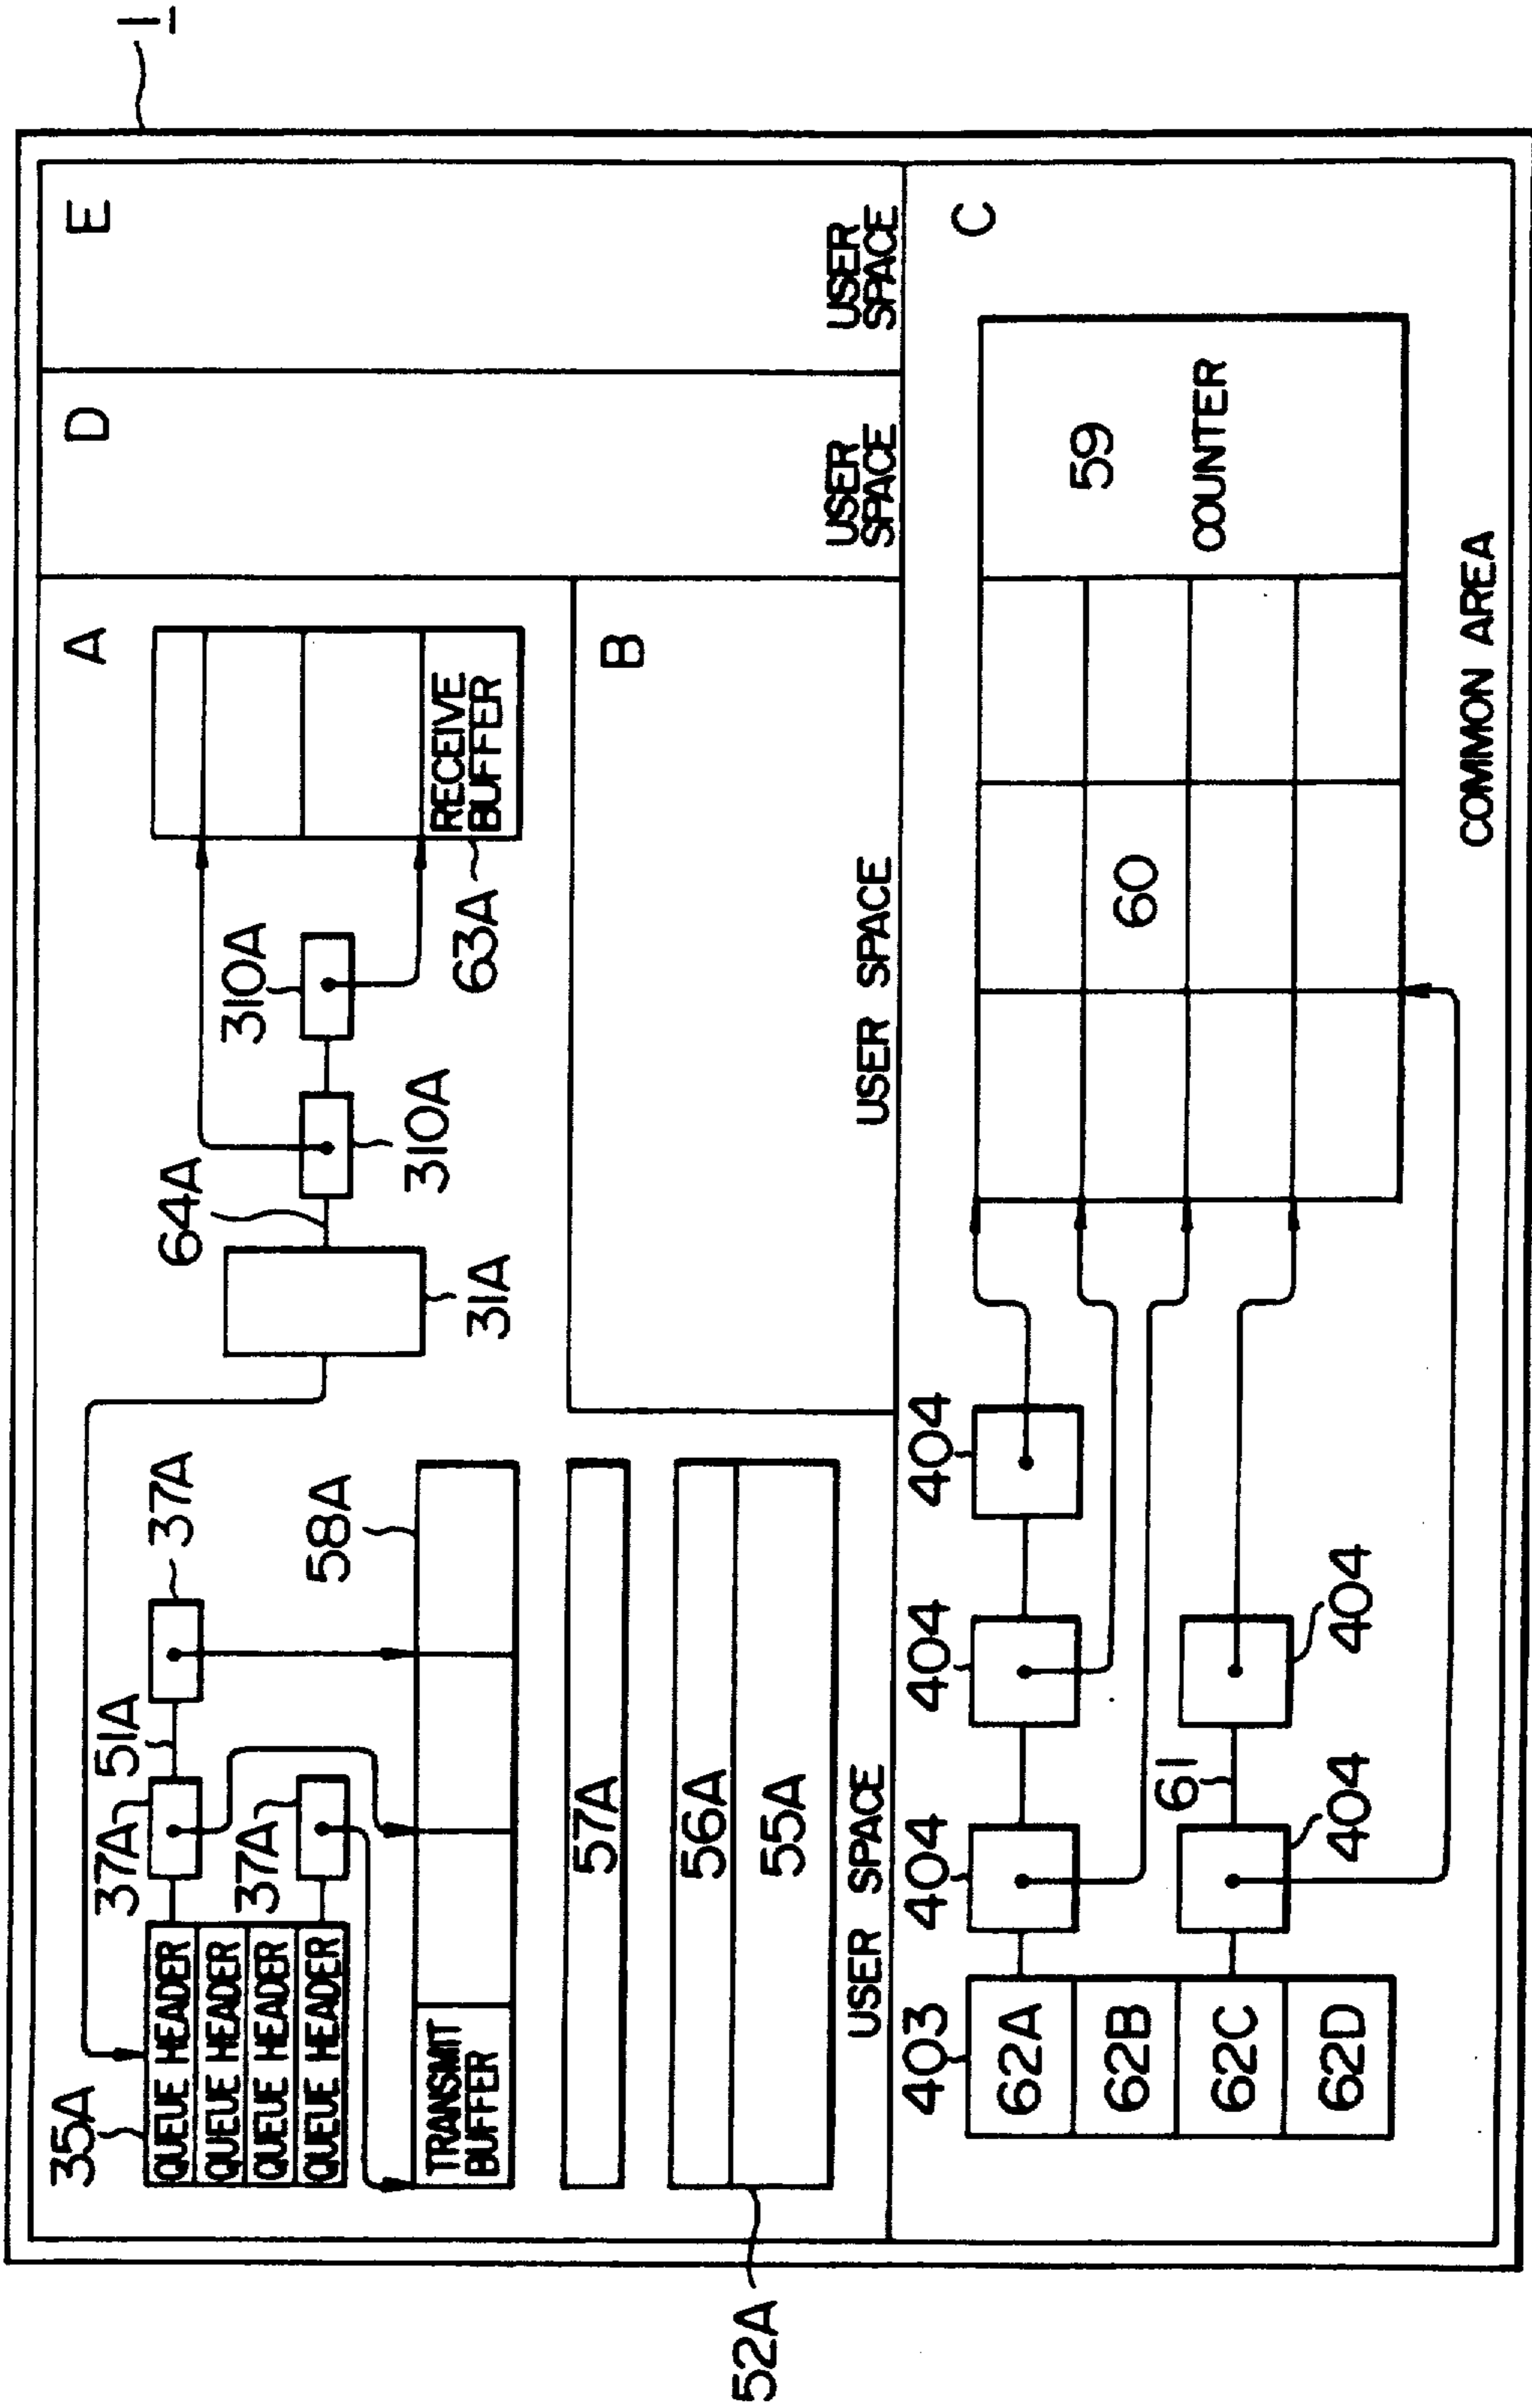 1
35A
QUEUE HEADER
QUEUE HEADER
QUEUE HEADER
QUEUE HEADER
37A
51A
37A
37A
58A
TRANSMIT
BUFFER
57A
56A
55A
52A
USER SPACE
31A
64A
310A
310A
A
63A
RECEIVE
BUFFER
B
USER SPACE
D
USER
SPACE
E
USER
SPACE
C
403
62A
62B
62C
62D
404
404
404
61
404
404
60
59
COUNTER
COMMON AREA